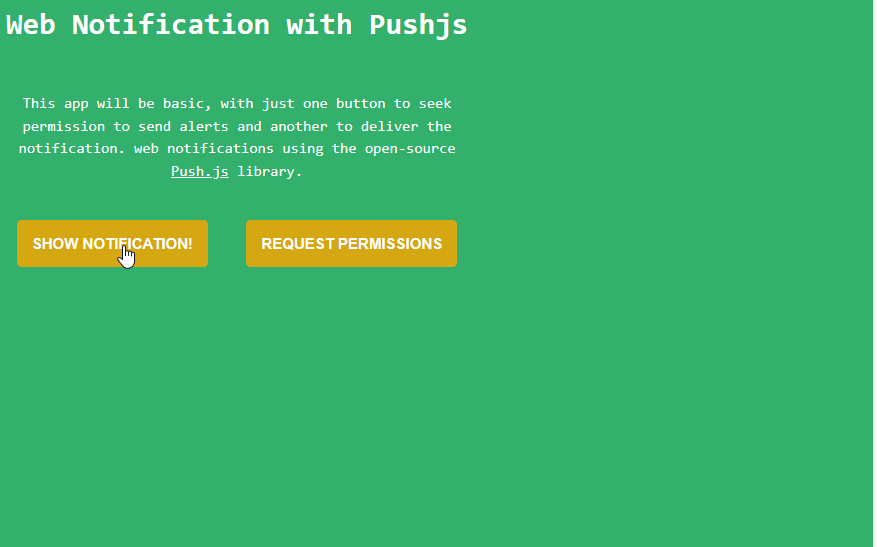 Web Notification with Pushjs
This app will be basic, with just one button to seek
permission to send alerts and another to deliver the
notification. web notifications using the open-source
Push.js library.
SHOW NOTIFICATION! REQUEST PERMISSIONS